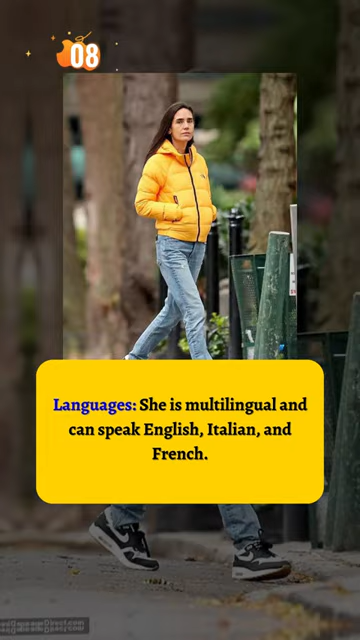 08
Languages: She is multilingual and
can speak English, Italian, and
French.